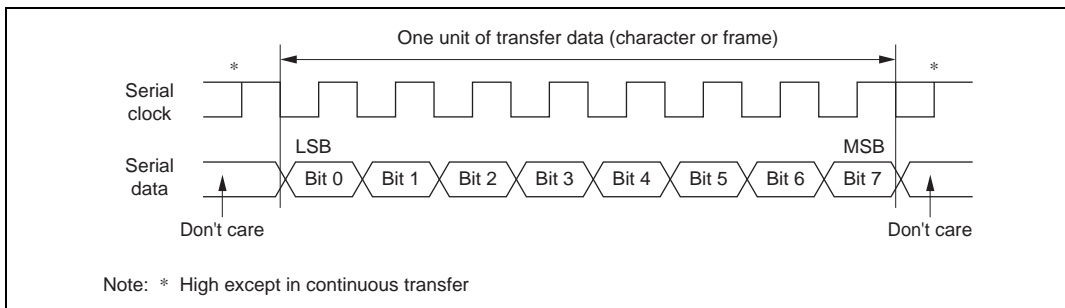 One unit of transfer data (character or frame)
* *
Serial clock
LSB MSB
Serial data
Bit 0 Bit 1 Bit 2 Bit 3 Bit 4 Bit 5 Bit 6 Bit 7
Don't care Don't care
Note: * High except in continuous transfer